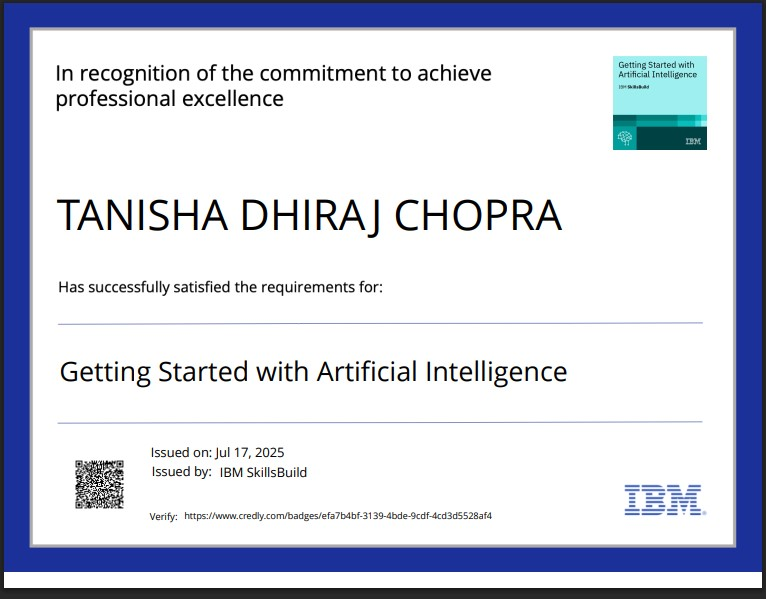 In recognition of the commitment to achieve
professional excellence
Getting Started with
Artificial Intelligence
IBM SkillsBuild
IBM
TANISHA DHIRAJ CHOPRA
Has successfully satisfied the requirements for:
Getting Started with Artificial Intelligence
Issued on: Jul 17, 2025
Issued by: IBM SkillsBuild
Verify: https://www.credly.com/badges/efa7b4bf-3139-4bde-9cdf-4cd3d5528af4
IBM®